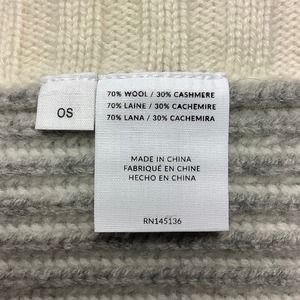 OS
70% WOOL / 30% CASHMERE
70% LAINE / 30% CACHEMIRE
70% LANA / 30% CACHEMIRA
MADE IN CHINA
FABRIQUÉ EN CHINE
HECHO EN CHINA
RN145136